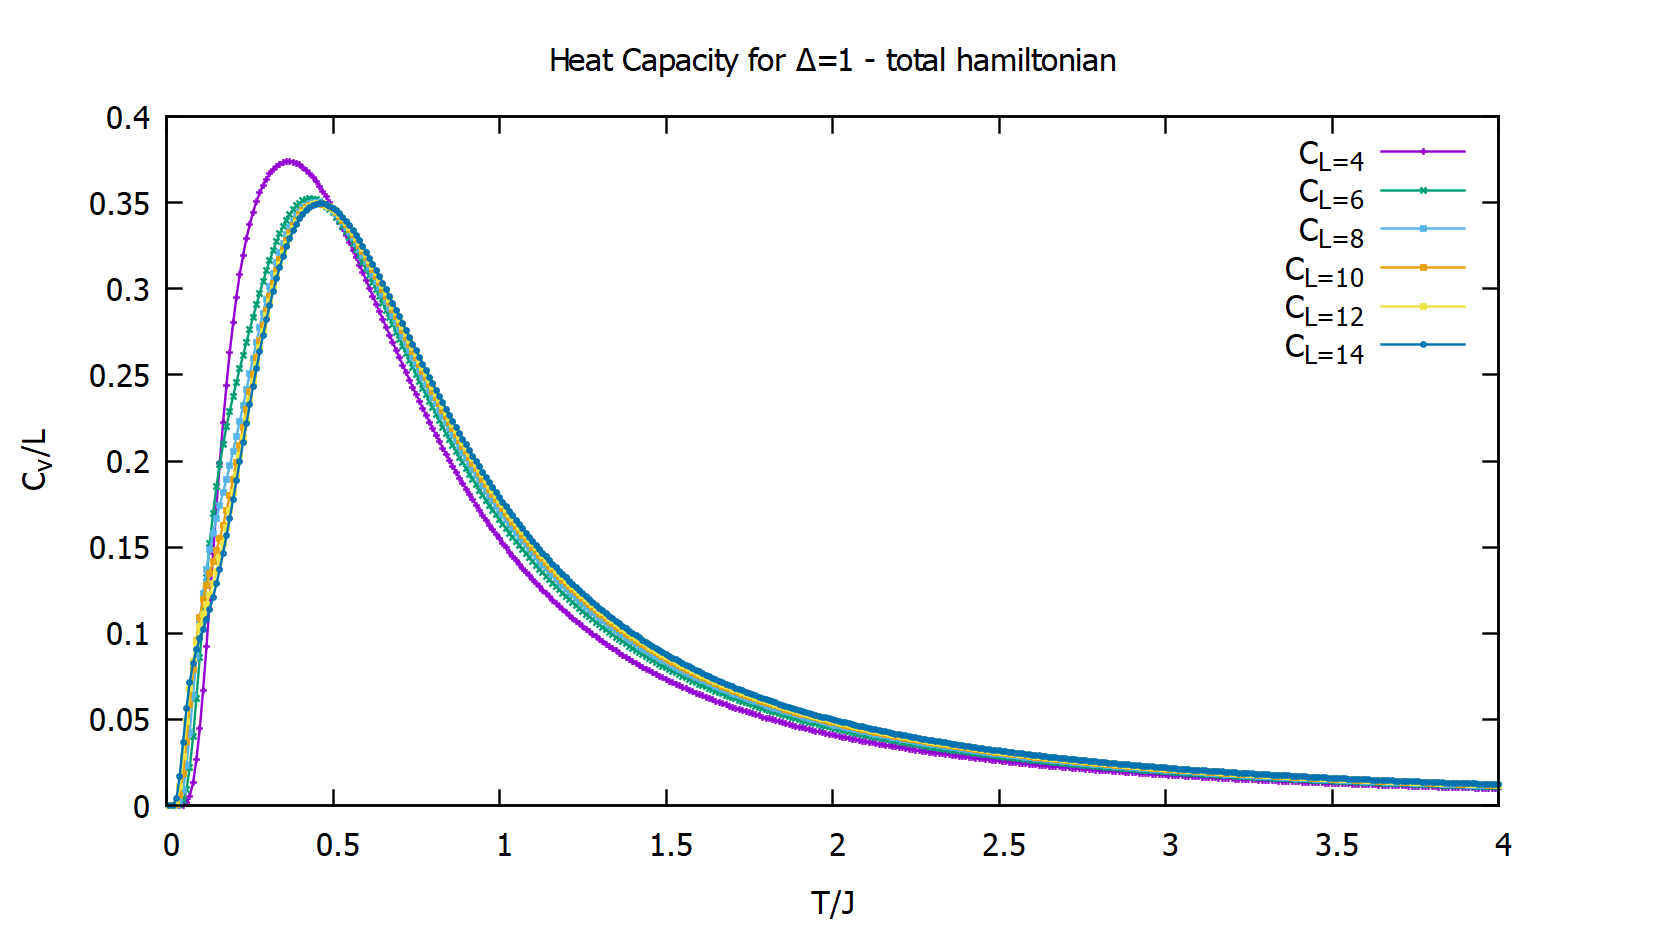 Heat Capacity for Δ=1 - total hamiltonian
0.4
0.35
0.3
0.25
0.2
0.15
0.1
0.05
0
C_v/L
C_L=4
C_L=6
C_L=8
C_L=10
C_L=12
C_L=14
0 0.5 1 1.5 2 2.5 3 3.5 4
T/J